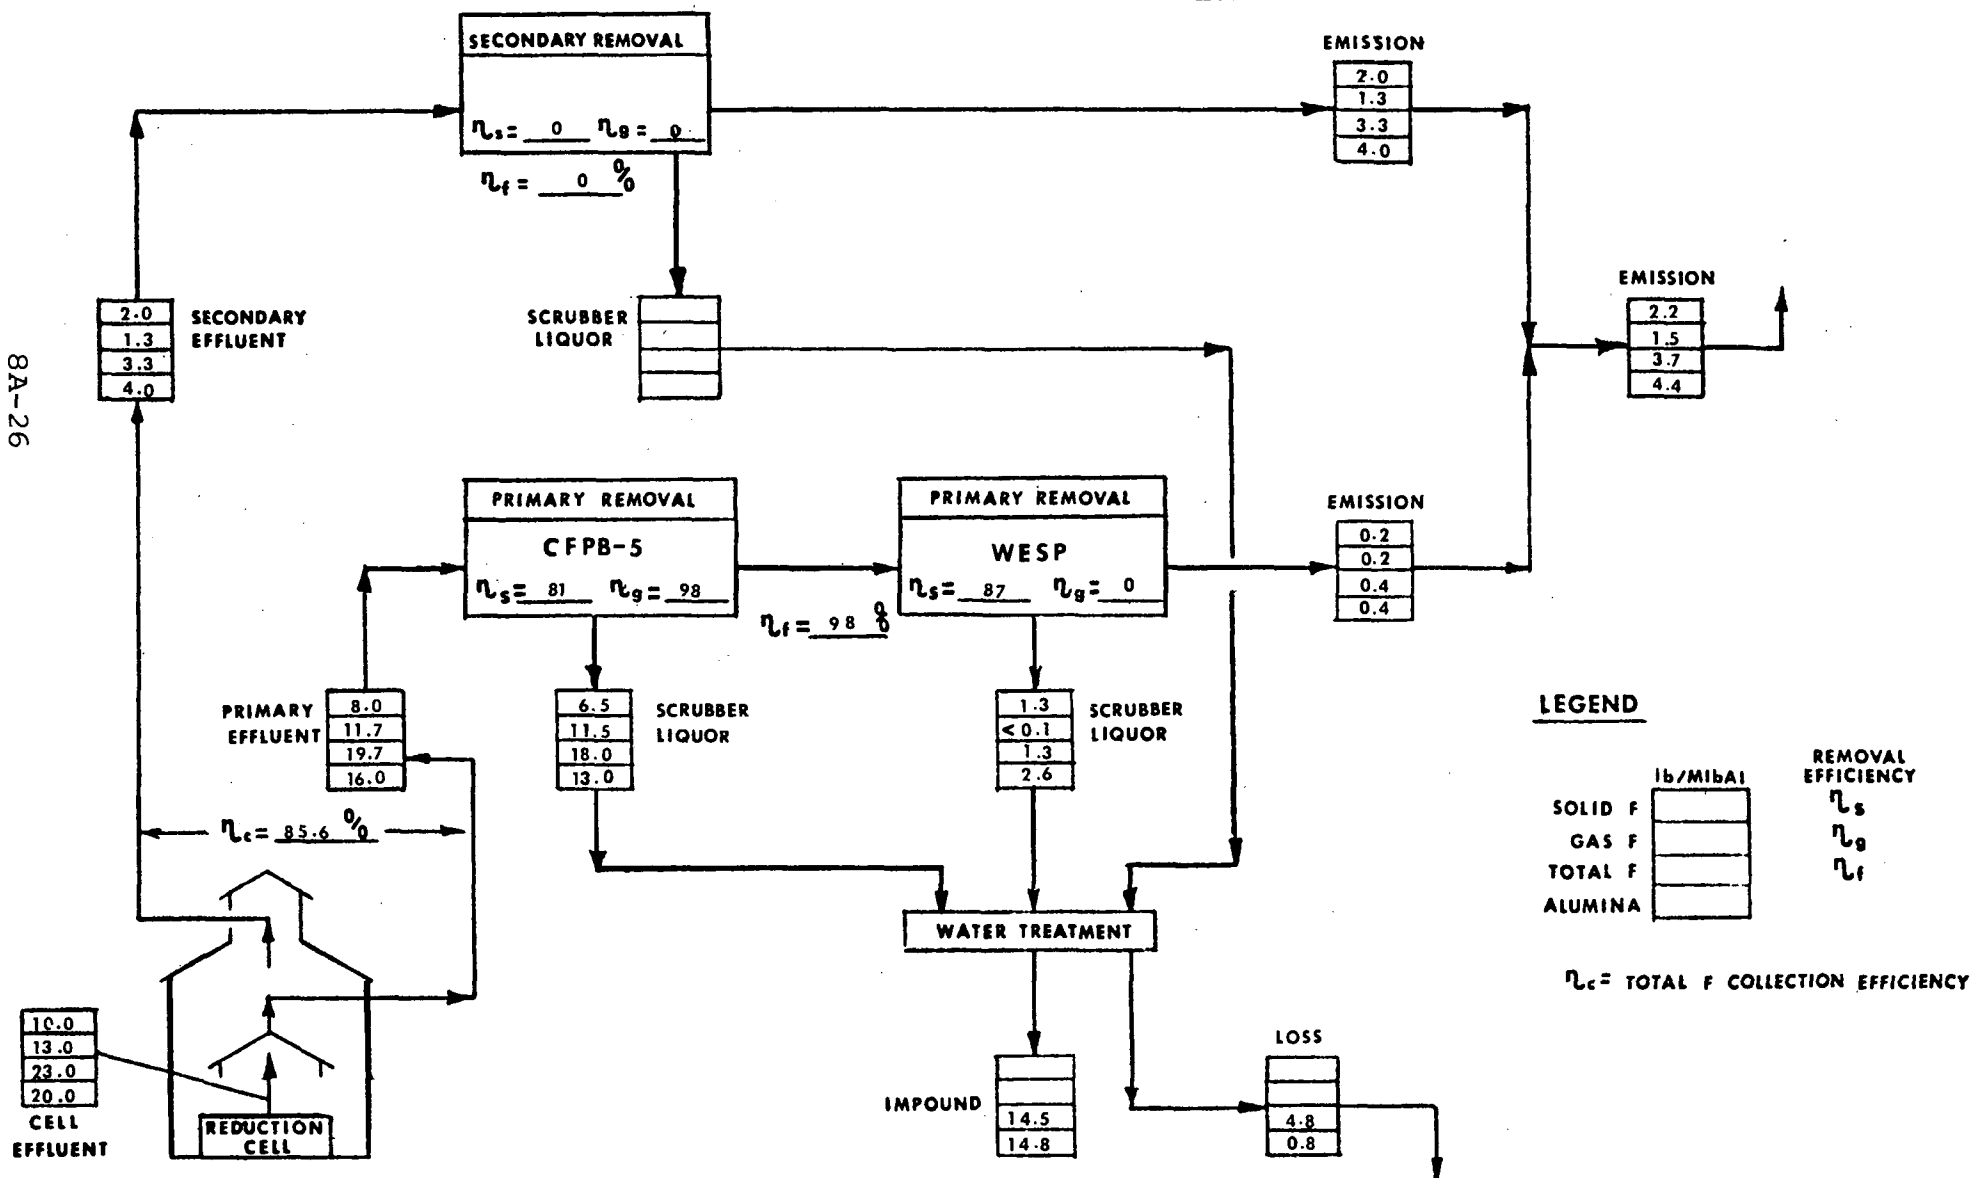 SECONDARY REMOVAL
ηs= 0 ηg= 0
ηf= 0 %
EMISSION
2.0
1.3
3.3
4.0
2.0
1.3
3.3
4.0
SECONDARY
EFFLUENT
SCRUBBER
LIQUOR
EMISSION
2.2
1.5
3.7
4.4
8A-26
PRIMARY REMOVAL
CFPB-5
ηs= 81 ηg= 98
PRIMARY REMOVAL
WESP
ηs= 87 ηg= 0
ηf= 98 %
EMISSION
0.2
0.2
0.4
0.4
PRIMARY
EFFLUENT
8.0
11.7
19.7
16.0
6.5
11.5
18.0
13.0
SCRUBBER
LIQUOR
1.3
<0.1
1.3
2.6
SCRUBBER
LIQUOR
ηc= 85.6 %
WATER TREATMENT
10.0
13.0
23.0
20.0
CELL
EFFLUENT
REDUCTION
CELL
IMPOUND
14.5
14.8
LOSS
4.8
0.8
LEGEND
lb/MlbAl
REMOVAL
EFFICIENCY
SOLID F ηs
GAS F ηg
TOTAL F ηf
ALUMINA
ηc= TOTAL F COLLECTION EFFICIENCY